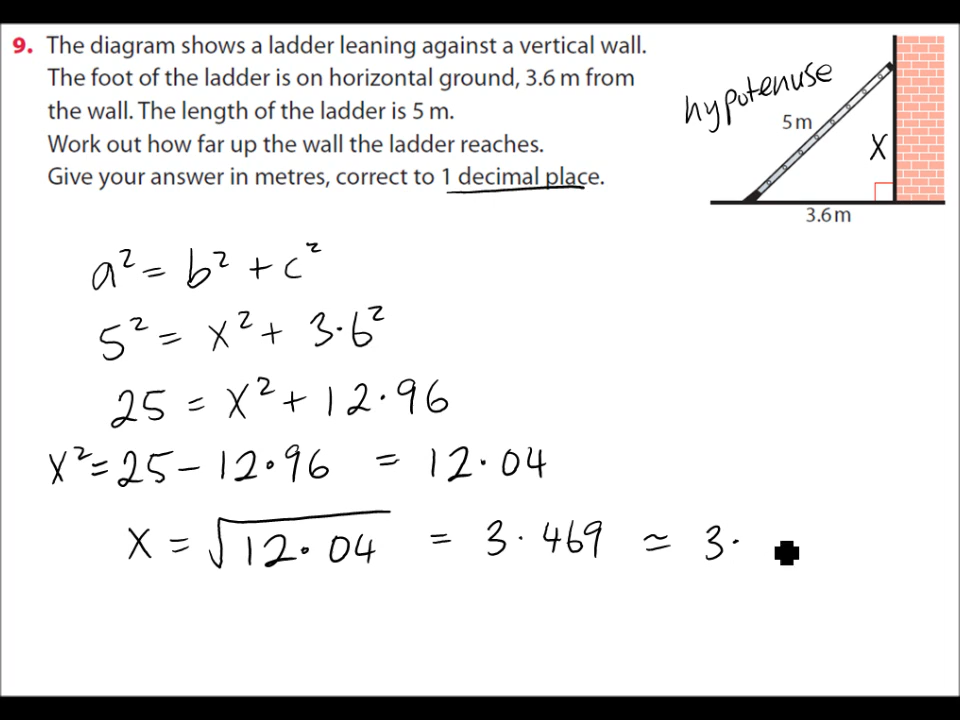 9. The diagram shows a ladder leaning against a vertical wall.
The foot of the ladder is on horizontal ground, 3.6 m from
the wall. The length of the ladder is 5 m.
Work out how far up the wall the ladder reaches.
Give your answer in metres, correct to 1 decimal place.
hypotenuse
5 m
x
3.6 m
a² = b² + c²
5² = x² + 3·6²
25 = x² + 12·96
x² = 25 − 12·96 = 12·04
x = √12·04 = 3·469 ≃ 3·